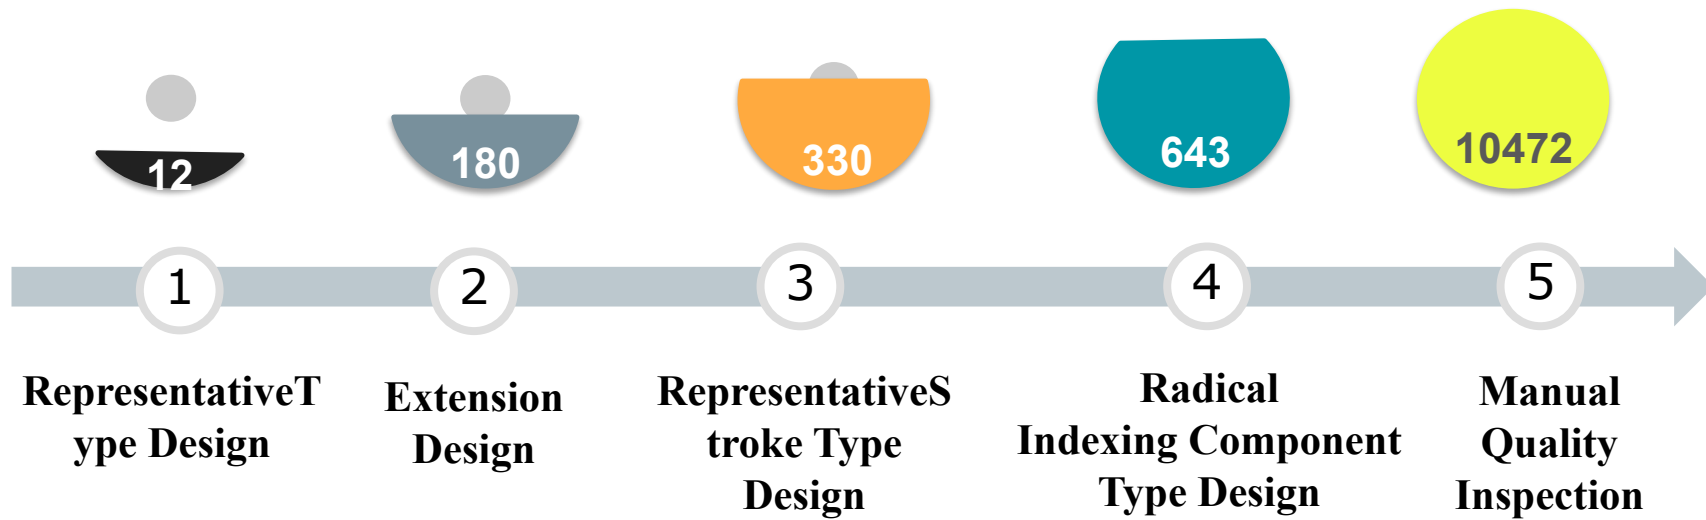 12
180
330
643
10472
1
2
3
4
5
RepresentativeT
ype Design
Extension
Design
RepresentativeS
troke Type
Design
Radical
Indexing Component
Type Design
Manual
Quality
Inspection